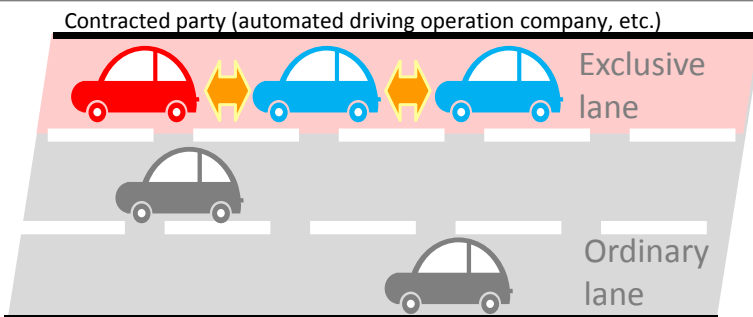 Contracted party (automated driving operation company, etc.)
Exclusive
lane
Ordinary
lane